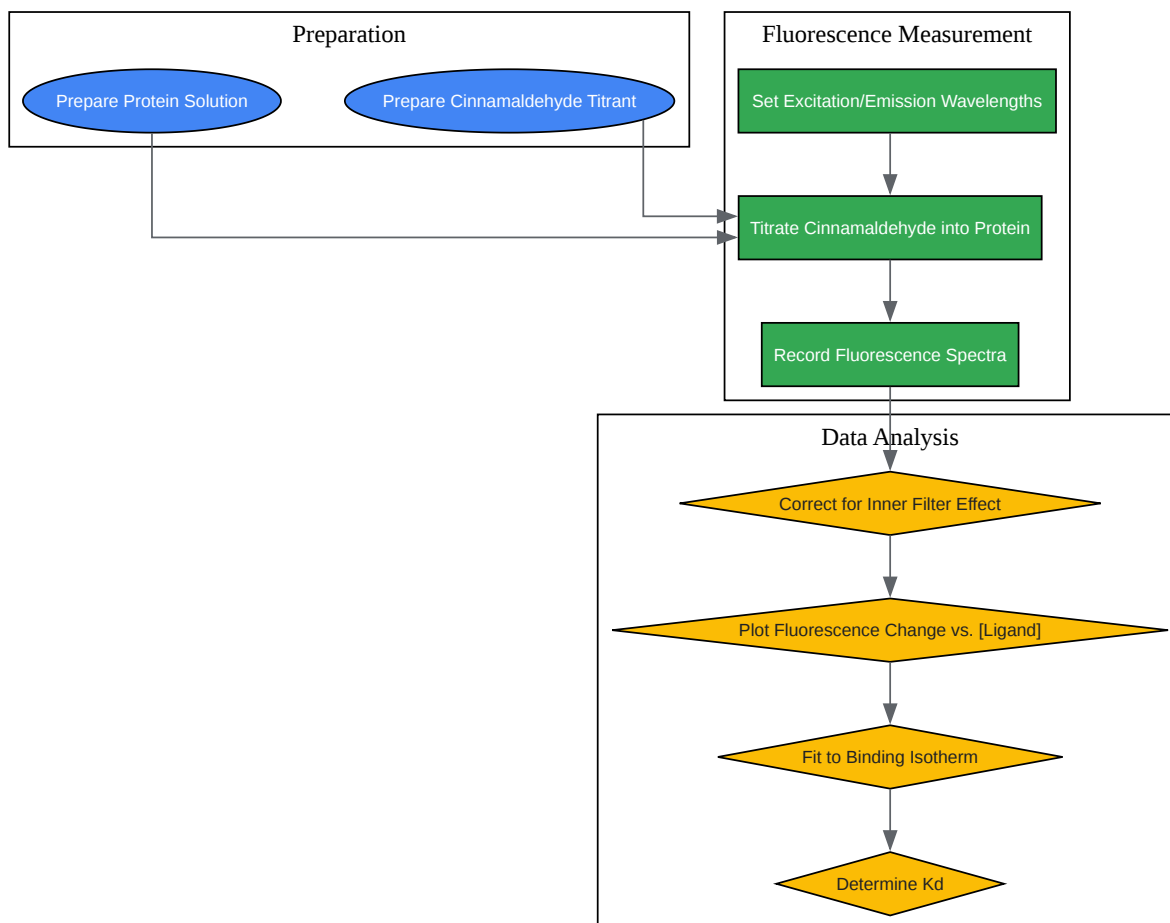 Preparation
Prepare Protein Solution
Prepare Cinnamaldehyde Titrant
Fluorescence Measurement
Set Excitation/Emission Wavelengths
Titrate Cinnamaldehyde into Protein
Record Fluorescence Spectra
Data Analysis
Correct for Inner Filter Effect
Plot Fluorescence Change vs. [Ligand]
Fit to Binding Isotherm
Determine Kd